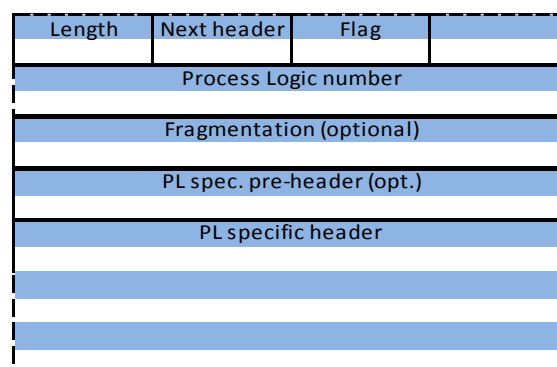 Length Next header Flag
Process Logic number
Fragmentation (optional)
PL spec. pre-header (opt.)
PL specific header